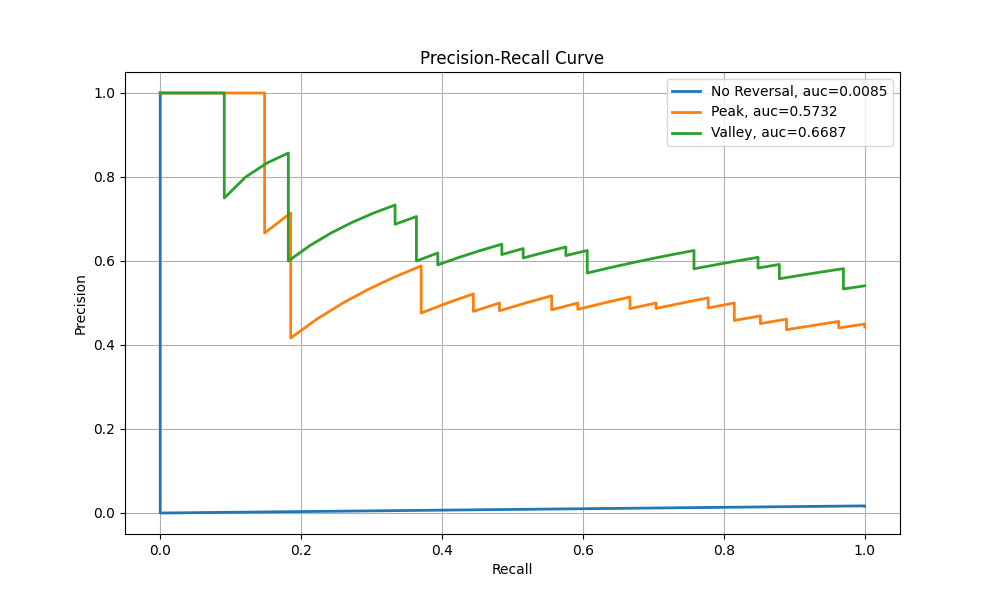 Precision-Recall Curve
No Reversal, auc=0.0085
Peak, auc=0.5732
Valley, auc=0.6687
1.0
0.8
0.6
0.4
0.2
0.0
Precision
0.0 0.2 0.4 0.6 0.8 1.0
Recall